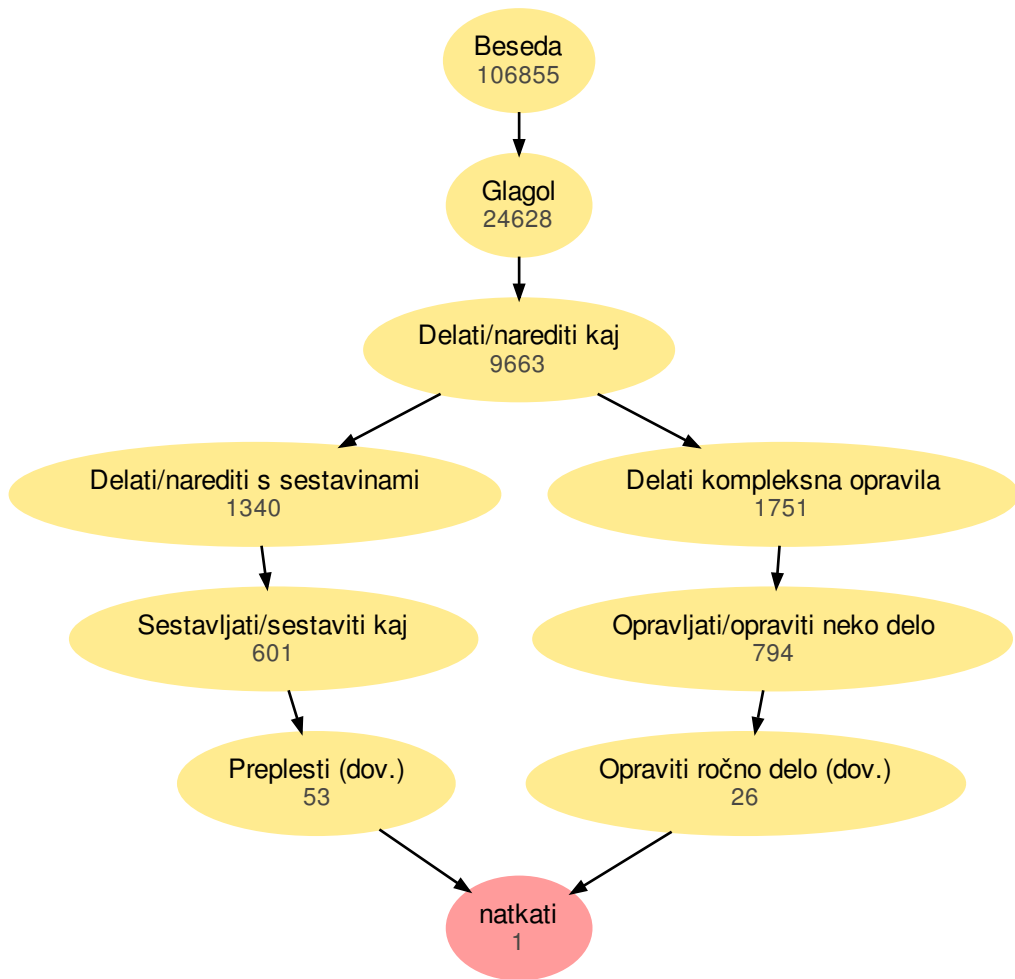 Beseda
106855
Glagol
24628
Delati/narediti kaj
9663
Delati/narediti s sestavinami
1340
Delati kompleksna opravila
1751
Sestavljati/sestaviti kaj
601
Opravljati/opraviti neko delo
794
Preplesti (dov.)
53
Opraviti ročno delo (dov.)
26
natkati
1